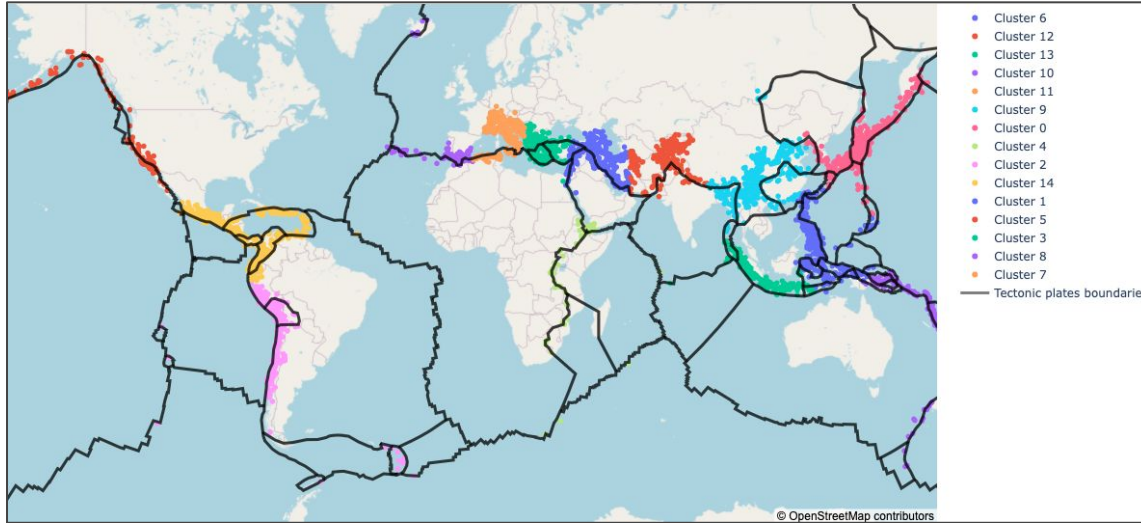 Cluster 6
Cluster 12
Cluster 13
Cluster 10
Cluster 11
Cluster 9
Cluster 0
Cluster 4
Cluster 2
Cluster 14
Cluster 1
Cluster 5
Cluster 3
Cluster 8
Cluster 7
Tectonic plates boundarie
© OpenStreetMap contributors